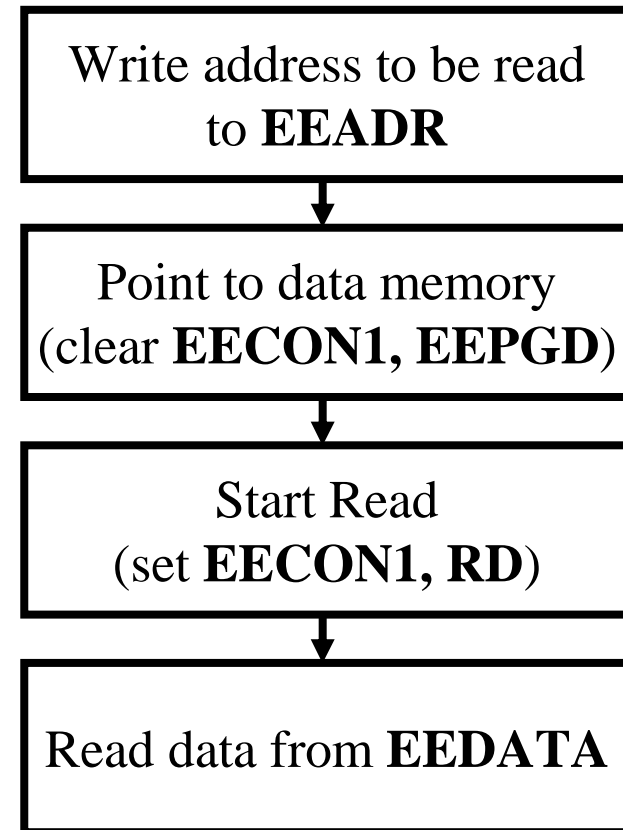 Write address to be read
to EEADR
Point to data memory
(clear EECON1, EEPGD)
Start Read
(set EECON1, RD)
Read data from EEDATA